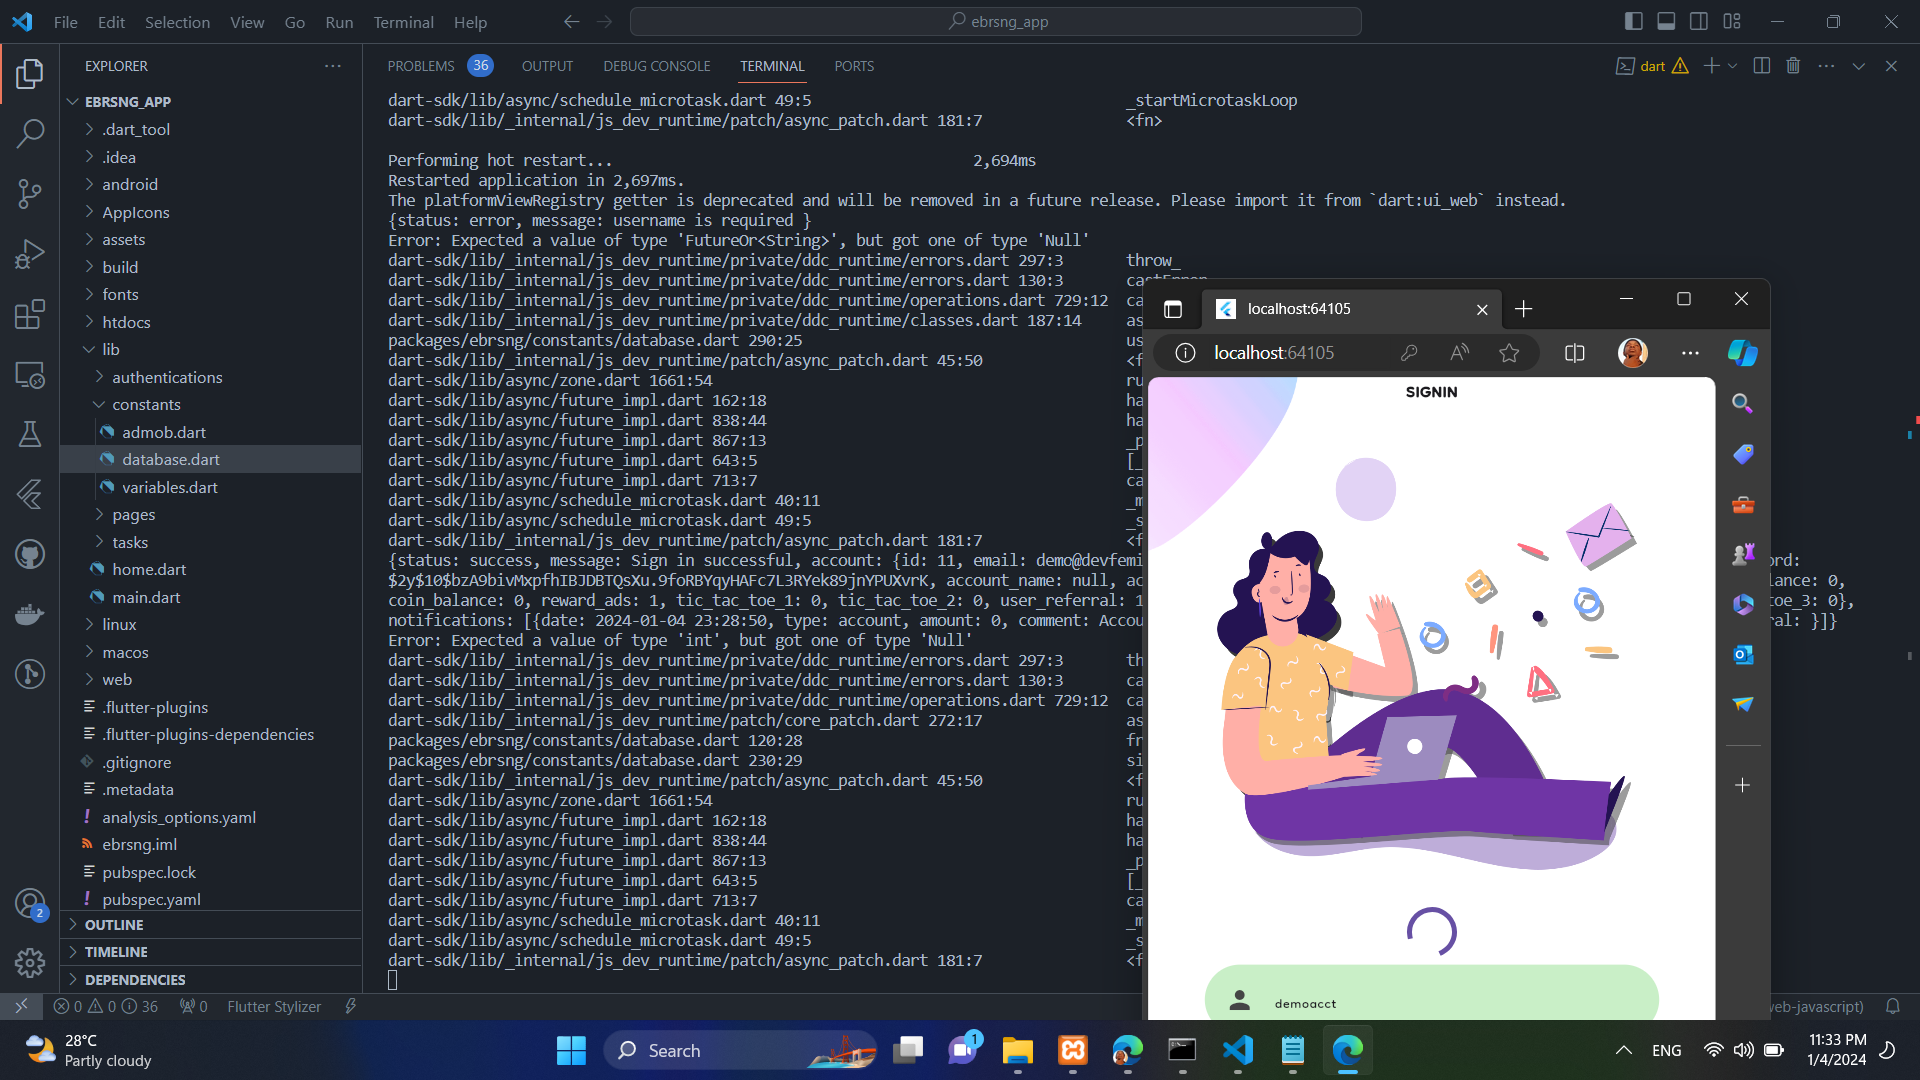 File Edit Selection View Go Run Terminal Help
ebrsng_app
EXPLORER
EBRSNG_APP
.dart_tool
.idea
android
AppIcons
assets
build
fonts
htdocs
lib
authentications
constants
admob.dart
database.dart
variables.dart
pages
tasks
home.dart
main.dart
linux
macos
web
.flutter-plugins
.flutter-plugins-dependencies
.gitignore
.metadata
analysis_options.yaml
ebrsng.iml
pubspec.lock
pubspec.yaml
OUTLINE
TIMELINE
DEPENDENCIES
2
PROBLEMS 36 OUTPUT DEBUG CONSOLE TERMINAL PORTS
dart
dart-sdk/lib/async/schedule_microtask.dart 49:5 _startMicrotaskLoop
dart-sdk/lib/_internal/js_dev_runtime/patch/async_patch.dart 181:7 <fn>
Performing hot restart... 2,694ms
Restarted application in 2,697ms.
The platformViewRegistry getter is deprecated and will be removed in a future release. Please import it from `dart:ui_web` instead.
{status: error, message: username is required }
Error: Expected a value of type 'FutureOr<String>', but got one of type 'Null'
dart-sdk/lib/_internal/js_dev_runtime/private/ddc_runtime/errors.dart 297:3 throw_
dart-sdk/lib/_internal/js_dev_runtime/private/ddc_runtime/errors.dart 130:3 castError
dart-sdk/lib/_internal/js_dev_runtime/private/ddc_runtime/operations.dart 729:12 ca
dart-sdk/lib/_internal/js_dev_runtime/private/ddc_runtime/classes.dart 187:14 as
packages/ebrsng/constants/database.dart 290:25 us
dart-sdk/lib/_internal/js_dev_runtime/patch/async_patch.dart 45:50 <f
dart-sdk/lib/async/zone.dart 1661:54 ru
dart-sdk/lib/async/future_impl.dart 162:18 ha
dart-sdk/lib/async/future_impl.dart 838:44 ha
dart-sdk/lib/async/future_impl.dart 867:13 _p
dart-sdk/lib/async/future_impl.dart 643:5 [_
dart-sdk/lib/async/future_impl.dart 713:7 ca
dart-sdk/lib/async/schedule_microtask.dart 40:11 _m
dart-sdk/lib/async/schedule_microtask.dart 49:5 _s
dart-sdk/lib/_internal/js_dev_runtime/patch/async_patch.dart 181:7 <f
{status: success, message: Sign in successful, account: {id: 11, email: demo@devfemi ord:
$2y$10$bzA9bivMxpfhIBJDBTQsXu.9foRBYqyHAFc7L3RYek89jnYPUXvrK, account_name: null, ac lance: 0,
coin_balance: 0, reward_ads: 1, tic_tac_toe_1: 0, tic_tac_toe_2: 0, user_referral: 1 toe_3: 0},
notifications: [{date: 2024-01-04 23:28:50, type: account, amount: 0, comment: Accou ral: }]}
Error: Expected a value of type 'int', but got one of type 'Null'
dart-sdk/lib/_internal/js_dev_runtime/private/ddc_runtime/errors.dart 297:3 th
dart-sdk/lib/_internal/js_dev_runtime/private/ddc_runtime/errors.dart 130:3 ca
dart-sdk/lib/_internal/js_dev_runtime/private/ddc_runtime/operations.dart 729:12 ca
dart-sdk/lib/_internal/js_dev_runtime/patch/core_patch.dart 272:17 as
packages/ebrsng/constants/database.dart 120:28 fr
packages/ebrsng/constants/database.dart 230:29 si
dart-sdk/lib/_internal/js_dev_runtime/patch/async_patch.dart 45:50 <f
dart-sdk/lib/async/zone.dart 1661:54 ru
dart-sdk/lib/async/future_impl.dart 162:18 ha
dart-sdk/lib/async/future_impl.dart 838:44 ha
dart-sdk/lib/async/future_impl.dart 867:13 _p
dart-sdk/lib/async/future_impl.dart 643:5 [_
dart-sdk/lib/async/future_impl.dart 713:7 ca
dart-sdk/lib/async/schedule_microtask.dart 40:11 _m
dart-sdk/lib/async/schedule_microtask.dart 49:5 _s
dart-sdk/lib/_internal/js_dev_runtime/patch/async_patch.dart 181:7 <f
localhost:64105
localhost:64105
SIGNIN
demoacct
0 0 36 0 Flutter Stylizer
web-javascript)
28°C
Partly cloudy
Search
1
ENG
11:33 PM
1/4/2024